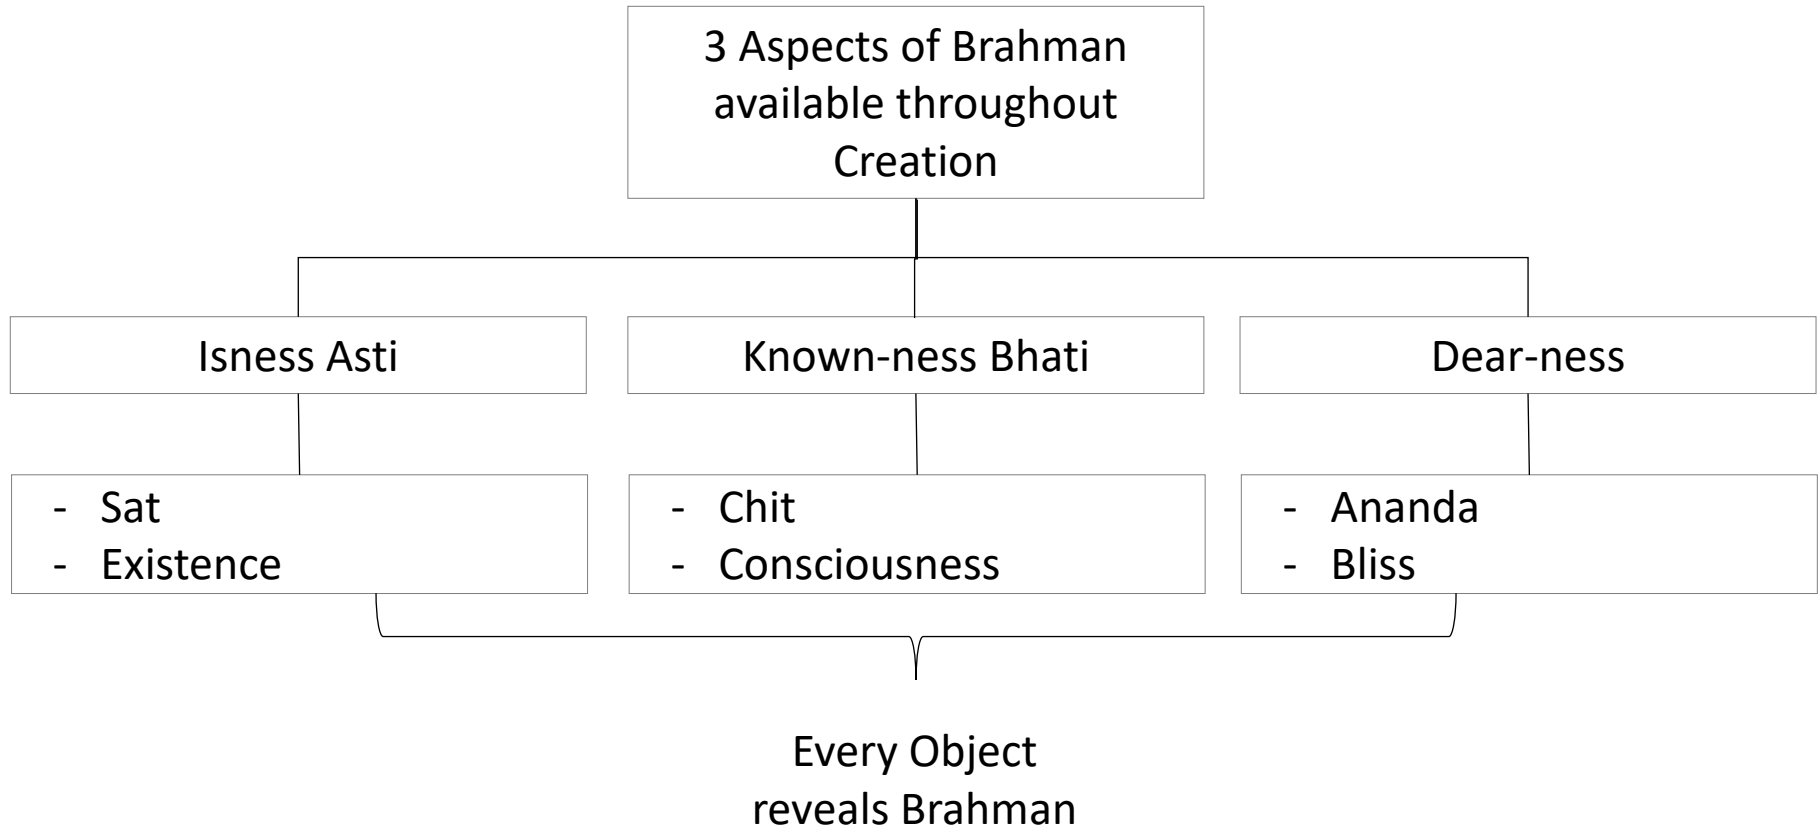 3 Aspects of Brahman
available throughout
Creation
Isness Asti
Known-ness Bhati
Dear-ness
- Sat
- Existence
- Chit
- Consciousness
- Ananda
- Bliss
Every Object
reveals Brahman